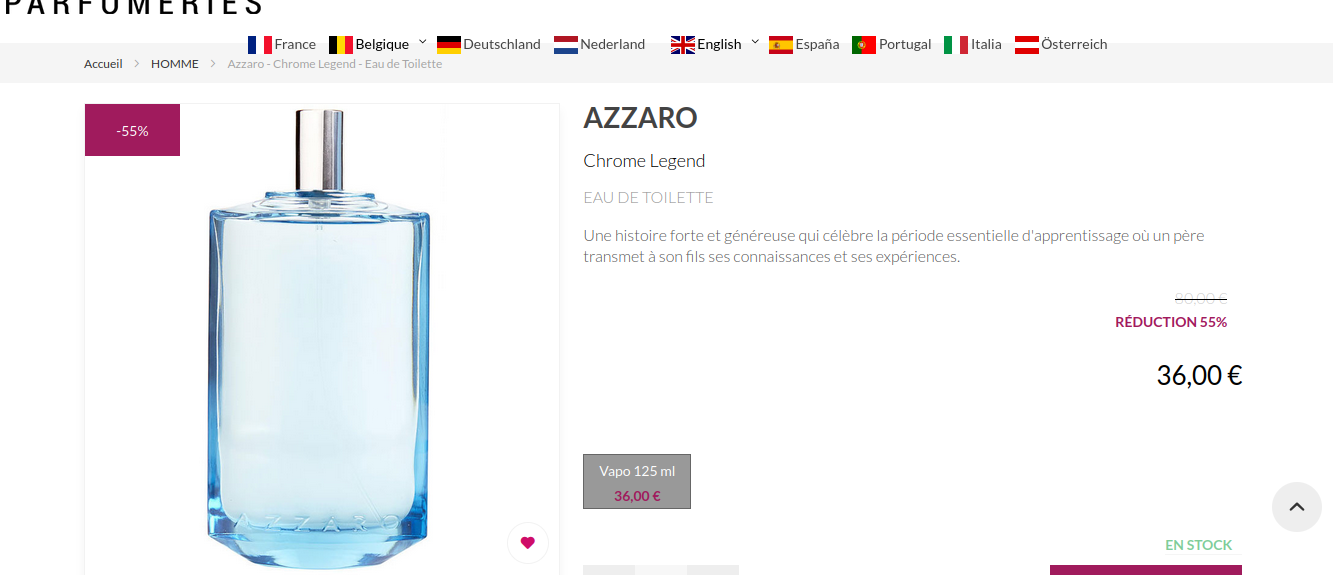 PARFUMERIES
France Belgique Deutschland Nederland English España Portugal Italia Österreich
Accueil HOMME Azzaro - Chrome Legend - Eau de Toilette
-55%
AZZARO
AZZARO
Chrome Legend
EAU DE TOILETTE
Une histoire forte et généreuse qui célèbre la période essentielle d'apprentissage où un père
transmet à son fils ses connaissances et ses expériences.
80,00 €
RÉDUCTION 55%
36,00 €
Vapo 125 ml
36,00 €
EN STOCK